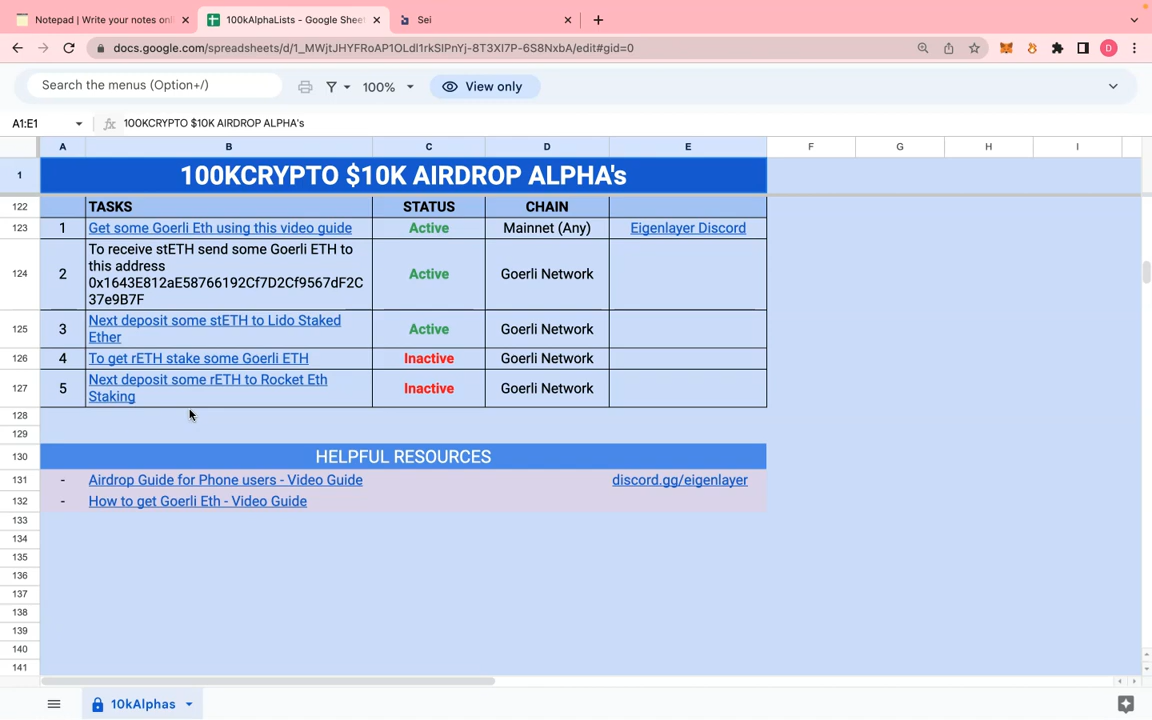 Notepad | Write your notes onl
100kAlphaLists - Google Sheet
Sei
docs.google.com/spreadsheets/d/1_MWjtJHYFRoAP1OLdl1rkSIPnYj-8T3XI7P-6S8NxbA/edit#gid=0
D
Search the menus (Option+/)
100%
View only
A1:E1
fx
100KCRYPTO $10K AIRDROP ALPHA's
A B C D E F G H I
1 100KCRYPTO $10K AIRDROP ALPHA's
122 TASKS STATUS CHAIN
123 1 Get some Goerli Eth using this video guide Active Mainnet (Any) Eigenlayer Discord
To receive stETH send some Goerli ETH to
this address
124 2 0x1643E812aE58766192Cf7D2Cf9567dF2C Active Goerli Network
37e9B7F
125 3 Next deposit some stETH to Lido Staked Active Goerli Network
Ether
126 4 To get rETH stake some Goerli ETH Inactive Goerli Network
127 5 Next deposit some rETH to Rocket Eth Inactive Goerli Network
Staking
128
129
130 HELPFUL RESOURCES
131 - Airdrop Guide for Phone users - Video Guide discord.gg/eigenlayer
132 - How to get Goerli Eth - Video Guide
133
134
135
136
137
138
139
140
141
10kAlphas